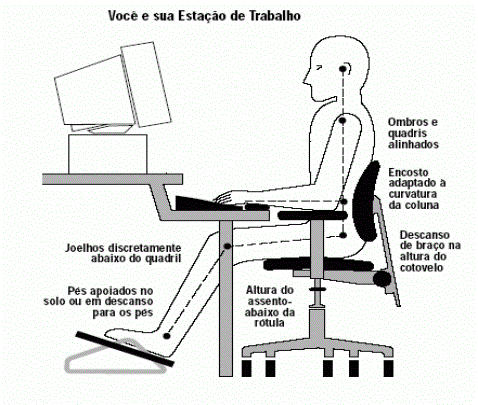 Você e sua Estação de Trabalho
Ombros e
quadris
alinhados
Encosto
adaptado à
curvatura
da coluna
Descanso
de braço na
altura do
cotovelo
Joelhos discretamente
abaixo do quadril
Pés apoiados no
solo ou em descanso
para os pés
Altura do
assento-
abaixo da
rótula